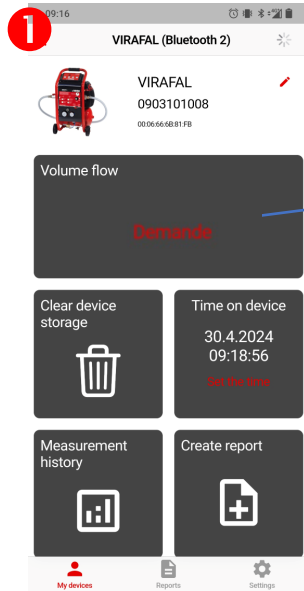 1
09:16
VIRAFAL (Bluetooth 2)
VIRAFAL
0903101008
00:06:66:6B:81:FB
Volume flow
Demande
Clear device
storage
Time on device
30.4.2024
09:18:56
Set the time
Measurement
history
Create report
My devices
Reports
Settings